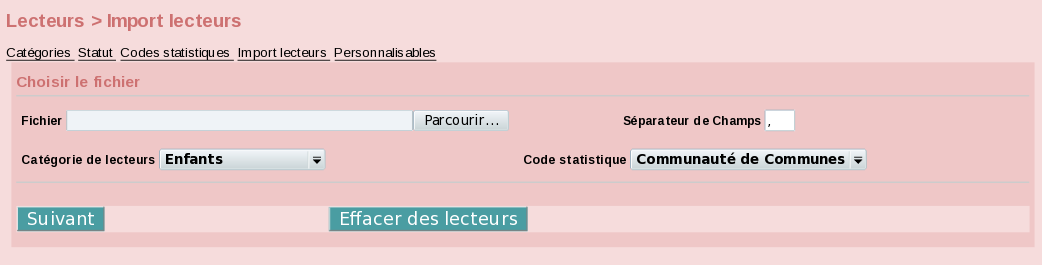 Lecteurs > Import lecteurs
Catégories Statut Codes statistiques Import lecteurs Personnalisables
Choisir le fichier
Fichier Parcourir... Séparateur de Champs ,
Catégorie de lecteurs Enfants Code statistique Communauté de Communes
Suivant Effacer des lecteurs